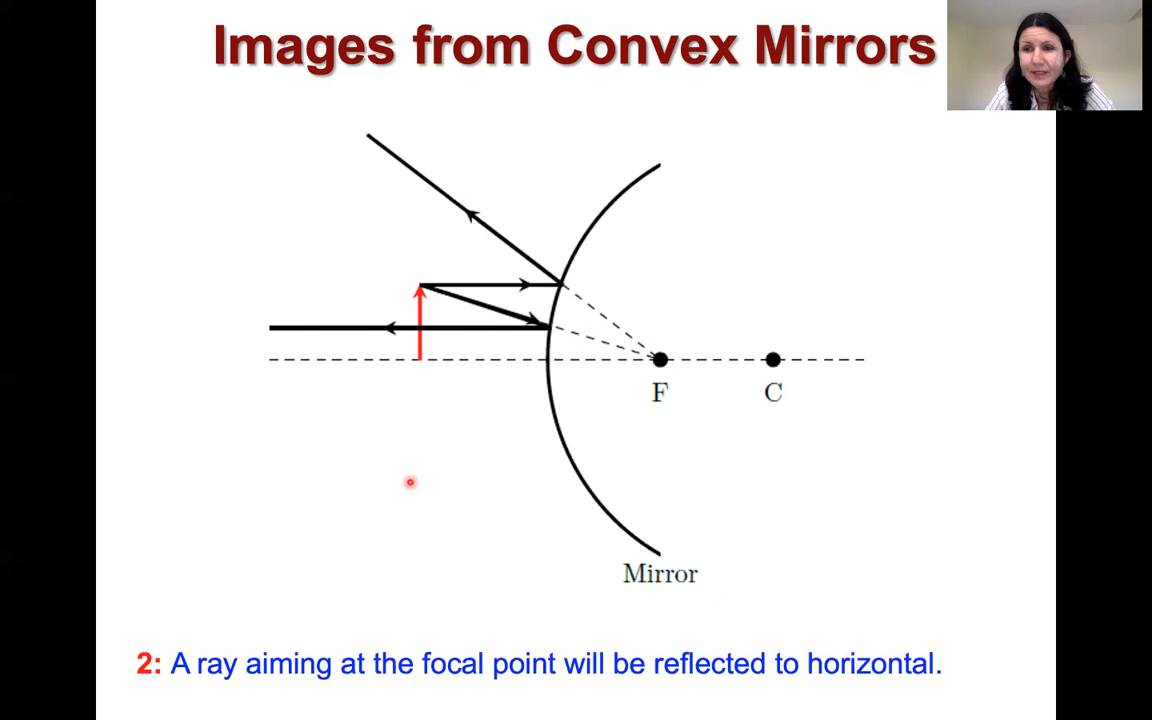 Images from Convex Mirrors
F
C
Mirror
2: A ray aiming at the focal point will be reflected to horizontal.